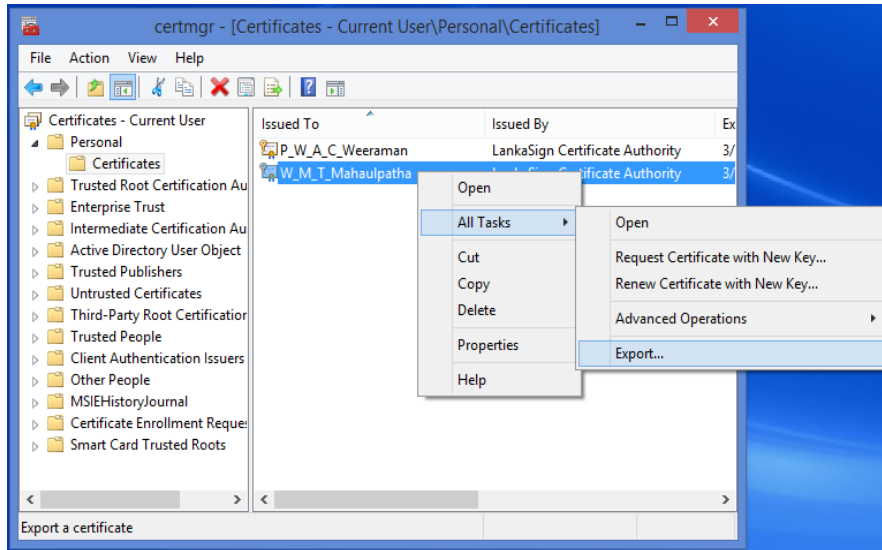 certmgr - [Certificates - Current User\Personal\Certificates]
File Action View Help
Certificates - Current User
Personal
Certificates
Trusted Root Certification Au
Enterprise Trust
Intermediate Certification Au
Active Directory User Object
Trusted Publishers
Untrusted Certificates
Third-Party Root Certification
Trusted People
Client Authentication Issuers
Other People
MSIEHistoryJournal
Certificate Enrollment Reques
Smart Card Trusted Roots
Issued To Issued By Ex
P_W_A_C_Weeraman LankaSign Certificate Authority 3/
W_M_T_Mahaulpatha LankaSign Certificate Authority 3/
Open
All Tasks
Cut
Copy
Delete
Properties
Help
Open
Request Certificate with New Key...
Renew Certificate with New Key...
Advanced Operations
Export...
Export a certificate